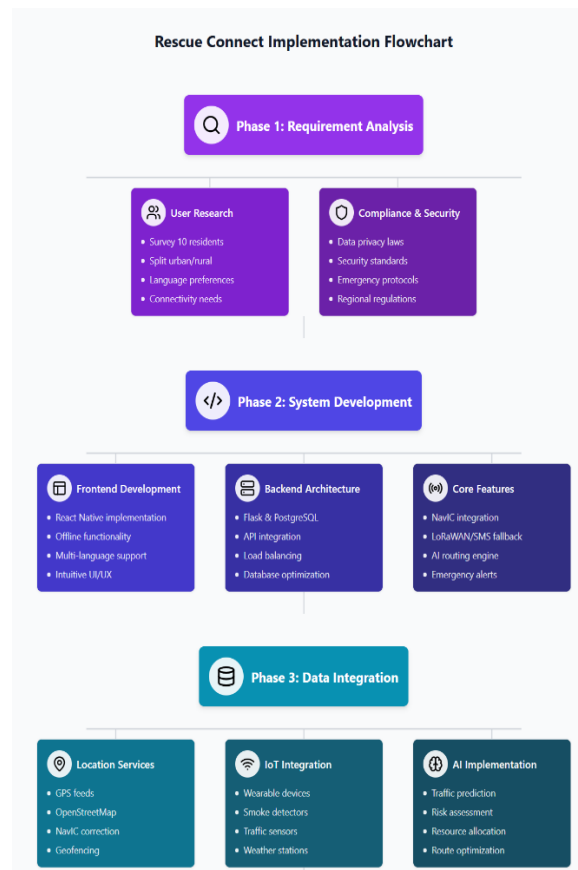 Rescue Connect Implementation Flowchart
Phase 1: Requirement Analysis
User Research
Survey 10 residents
Split urban/rural
Language preferences
Connectivity needs
Compliance & Security
Data privacy laws
Security standards
Emergency protocols
Regional regulations
Phase 2: System Development
Frontend Development
React Native implementation
Offline functionality
Multi-language support
Intuitive UI/UX
Backend Architecture
Flask & PostgreSQL
API integration
Load balancing
Database optimization
Core Features
NavIC integration
LoRaWAN/SMS fallback
AI routing engine
Emergency alerts
Phase 3: Data Integration
Location Services
GPS feeds
OpenStreetMap
NavIC correction
Geofencing
IoT Integration
Wearable devices
Smoke detectors
Traffic sensors
Weather stations
AI Implementation
Traffic prediction
Risk assessment
Resource allocation
Route optimization